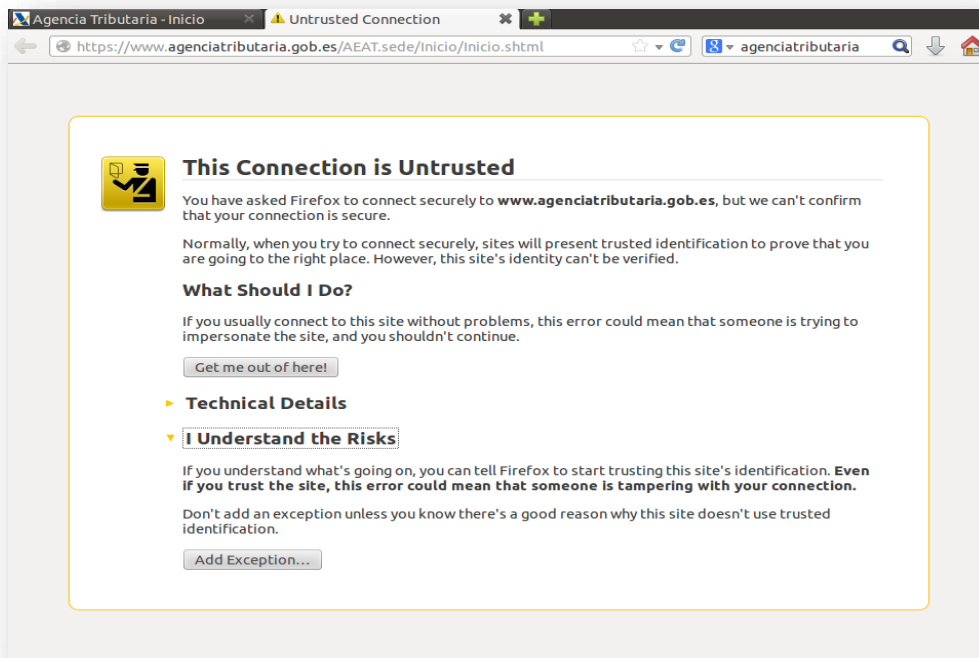 Agencia Tributaria - Inicio
Untrusted Connection
https://www.agenciatributaria.gob.es/AEAT.sede/Inicio/Inicio.shtml
8
agenciatributaria
This Connection is Untrusted
You have asked Firefox to connect securely to www.agenciatributaria.gob.es, but we can't confirm
that your connection is secure.
Normally, when you try to connect securely, sites will present trusted identification to prove that you
are going to the right place. However, this site's identity can't be verified.
What Should I Do?
If you usually connect to this site without problems, this error could mean that someone is trying to
impersonate the site, and you shouldn't continue.
Get me out of here!
Technical Details
I Understand the Risks
If you understand what's going on, you can tell Firefox to start trusting this site's identification. Even
if you trust the site, this error could mean that someone is tampering with your connection.
Don't add an exception unless you know there's a good reason why this site doesn't use trusted
identification.
Add Exception...